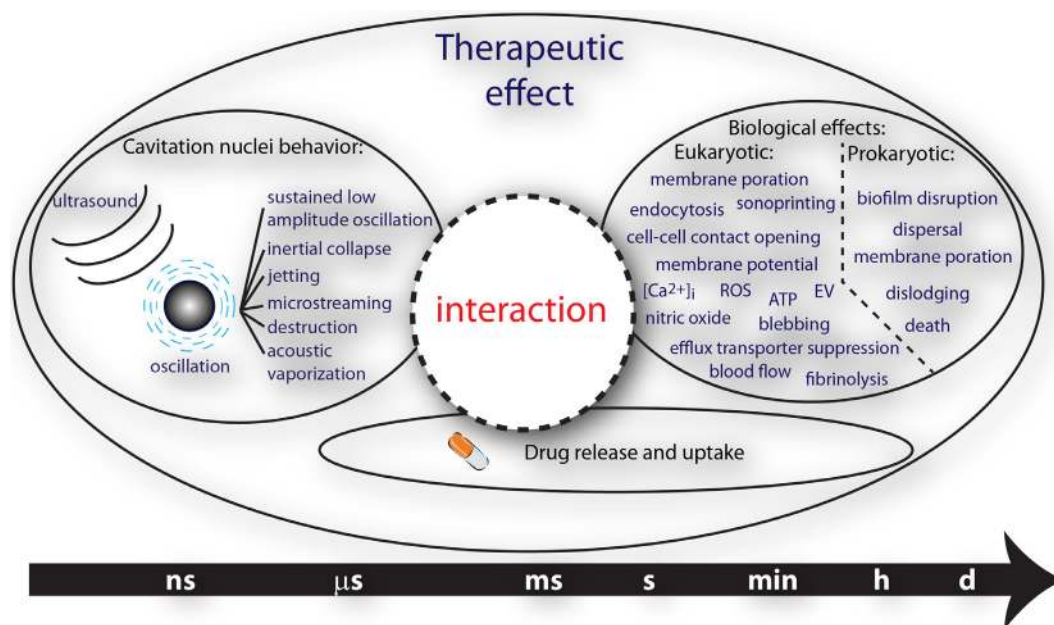 Therapeutic
effect
Cavitation nuclei behavior:
ultrasound
sustained low
amplitude oscillation
inertial collapse
jetting
microstreaming
destruction
acoustic
vaporization
oscillation
interaction
Biological effects:
Eukaryotic:
membrane poration
endocytosis sonoprinting
cell-cell contact opening
membrane potential
[Ca²⁺]ᵢ ROS ATP EV
nitric oxide blebbing
efflux transporter suppression
blood flow fibrinolysis
Prokaryotic:
biofilm disruption
dispersal
membrane poration
dislodging
death
Drug release and uptake
ns μs ms s min h d